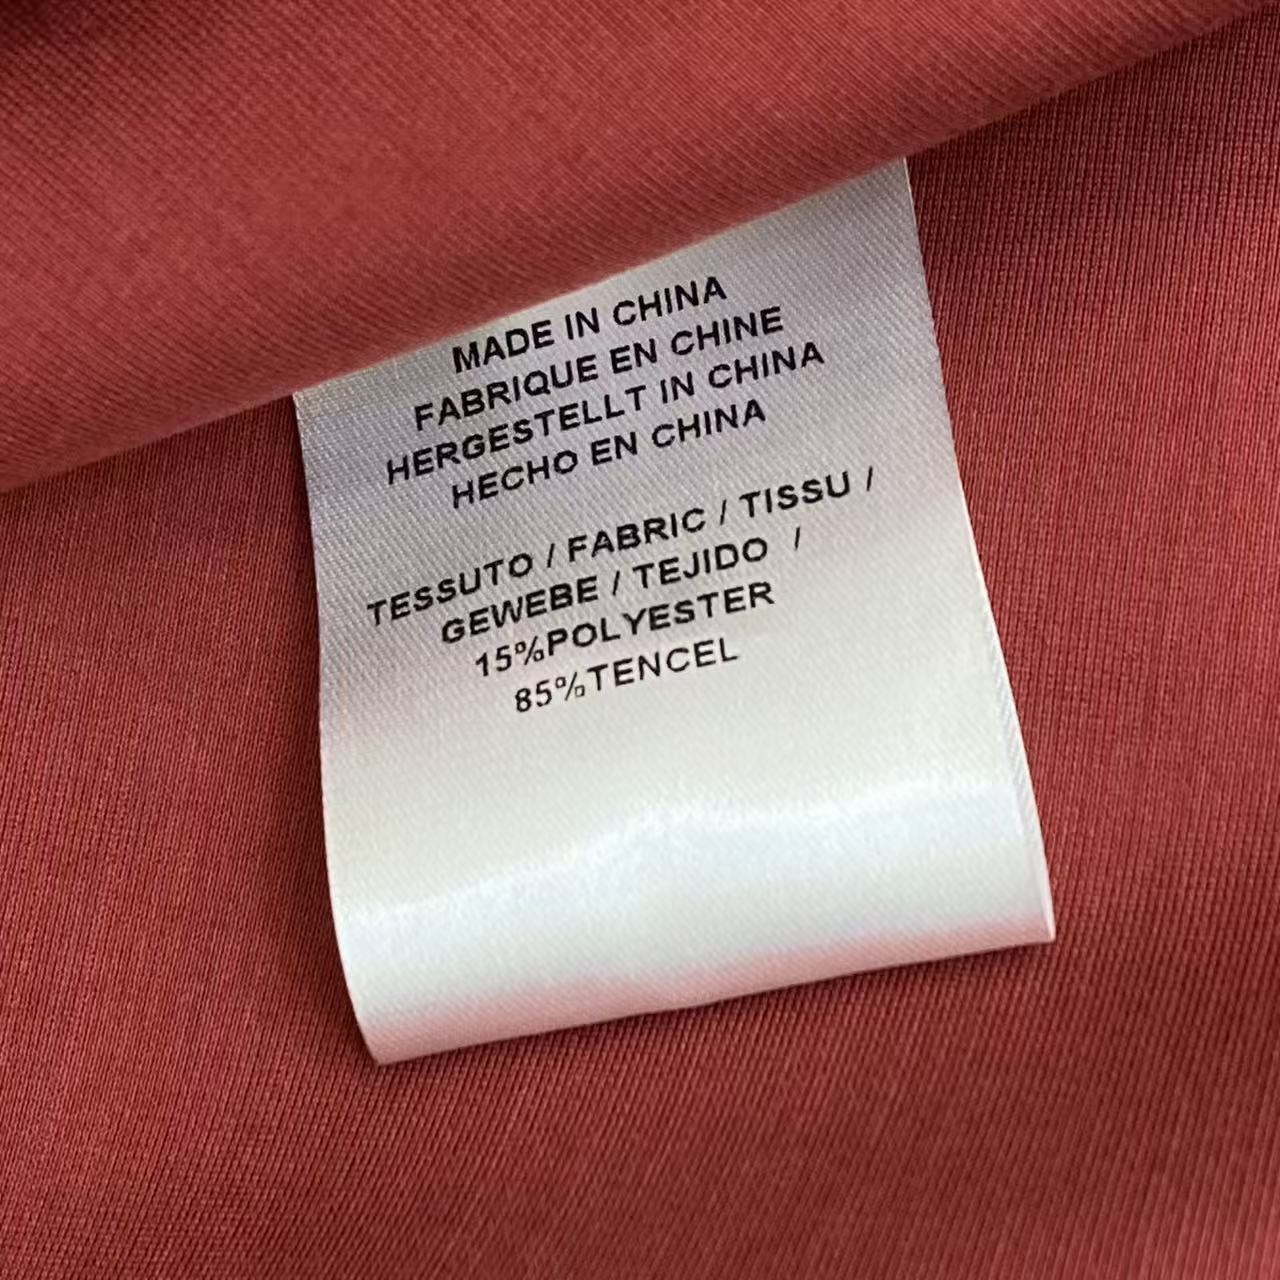 MADE IN CHINA
FABRIQUE EN CHINE
HERGESTELLT IN CHINA
HECHO EN CHINA
TESSUTO / FABRIC / TISSU /
GEWEBE / TEJIDO /
15%POLYESTER
85%TENCEL